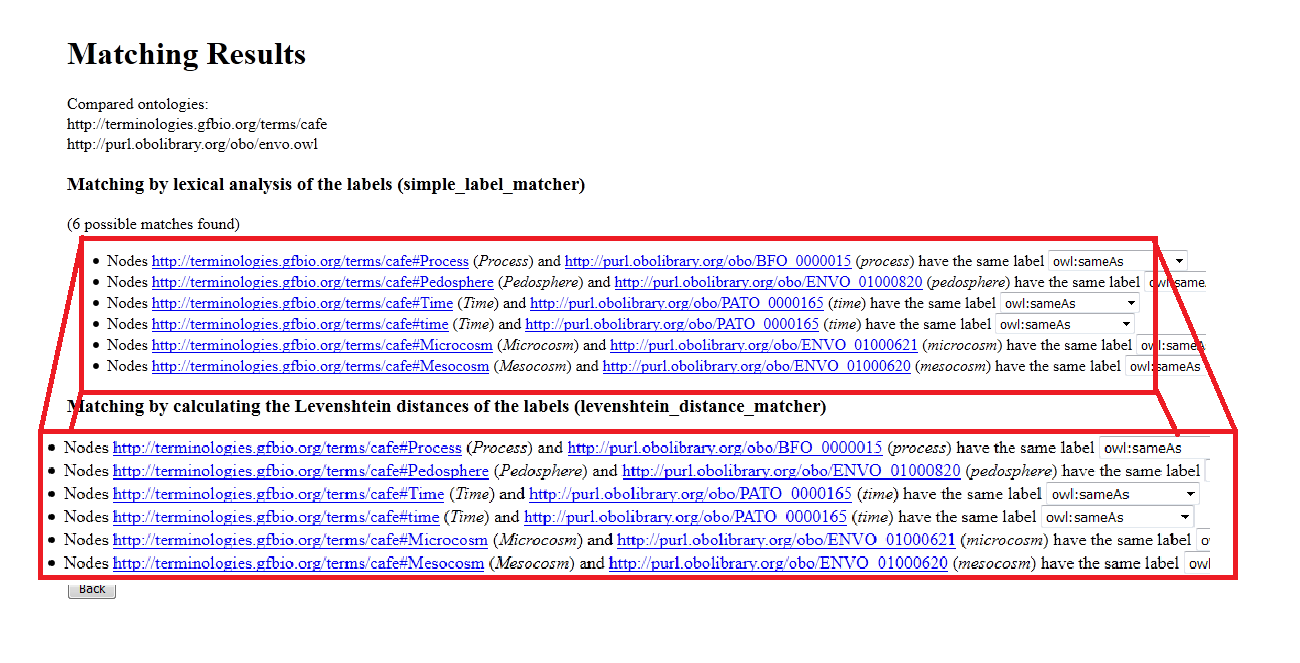 Matching Results
Compared ontologies:
http://terminologies.gfbio.org/terms/cafe
http://purl.obolibrary.org/obo/envo.owl
Matching by lexical analysis of the labels (simple_label_matcher)
(6 possible matches found)
• Nodes http://terminologies.gfbio.org/terms/cafe#Process (Process) and http://purl.obolibrary.org/obo/BFO_0000015 (process) have the same label owl:sameAs
• Nodes http://terminologies.gfbio.org/terms/cafe#Pedosphere (Pedosphere) and http://purl.obolibrary.org/obo/ENVO_01000820 (pedosphere) have the same label owl:same
• Nodes http://terminologies.gfbio.org/terms/cafe#Time (Time) and http://purl.obolibrary.org/obo/PATO_0000165 (time) have the same label owl:sameAs
• Nodes http://terminologies.gfbio.org/terms/cafe#time (Time) and http://purl.obolibrary.org/obo/PATO_0000165 (time) have the same label owl:sameAs
• Nodes http://terminologies.gfbio.org/terms/cafe#Microcosm (Microcosm) and http://purl.obolibrary.org/obo/ENVO_01000621 (microcosm) have the same label owl:sameA
• Nodes http://terminologies.gfbio.org/terms/cafe#Mesocosm (Mesocosm) and http://purl.obolibrary.org/obo/ENVO_01000620 (mesocosm) have the same label owl:sameAs
Matching by calculating the Levenshtein distances of the labels (levenshtein_distance_matcher)
• Nodes http://terminologies.gfbio.org/terms/cafe#Process (Process) and http://purl.obolibrary.org/obo/BFO_0000015 (process) have the same label owl:sameAs
• Nodes http://terminologies.gfbio.org/terms/cafe#Pedosphere (Pedosphere) and http://purl.obolibrary.org/obo/ENVO_01000820 (pedosphere) have the same label
• Nodes http://terminologies.gfbio.org/terms/cafe#Time (Time) and http://purl.obolibrary.org/obo/PATO_0000165 (time) have the same label owl:sameAs
• Nodes http://terminologies.gfbio.org/terms/cafe#time (Time) and http://purl.obolibrary.org/obo/PATO_0000165 (time) have the same label owl:sameAs
• Nodes http://terminologies.gfbio.org/terms/cafe#Microcosm (Microcosm) and http://purl.obolibrary.org/obo/ENVO_01000621 (microcosm) have the same label o
• Nodes http://terminologies.gfbio.org/terms/cafe#Mesocosm (Mesocosm) and http://purl.obolibrary.org/obo/ENVO_01000620 (mesocosm) have the same label owl
Back